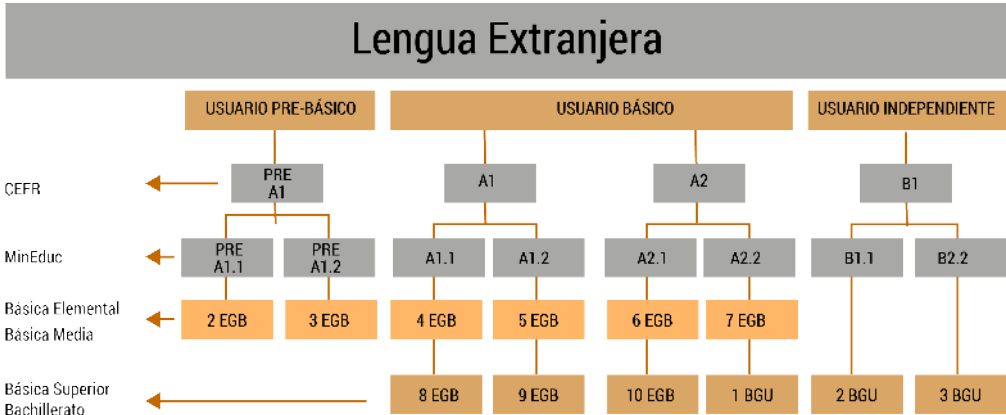 Lengua Extranjera
USUARIO PRE-BÁSICO
USUARIO BÁSICO
USUARIO INDEPENDIENTE
CEFR
PRE
A1
A1
A2
B1
MinEduc
PRE
A1.1
PRE
A1.2
A1.1
A1.2
A2.1
A2.2
B1.1
B2.2
Básica Elemental
Básica Media
2 EGB
3 EGB
4 EGB
5 EGB
6 EGB
7 EGB
Básica Superior
Bachillerato
8 EGB
9 EGB
10 EGB
1 BGU
2 BGU
3 BGU